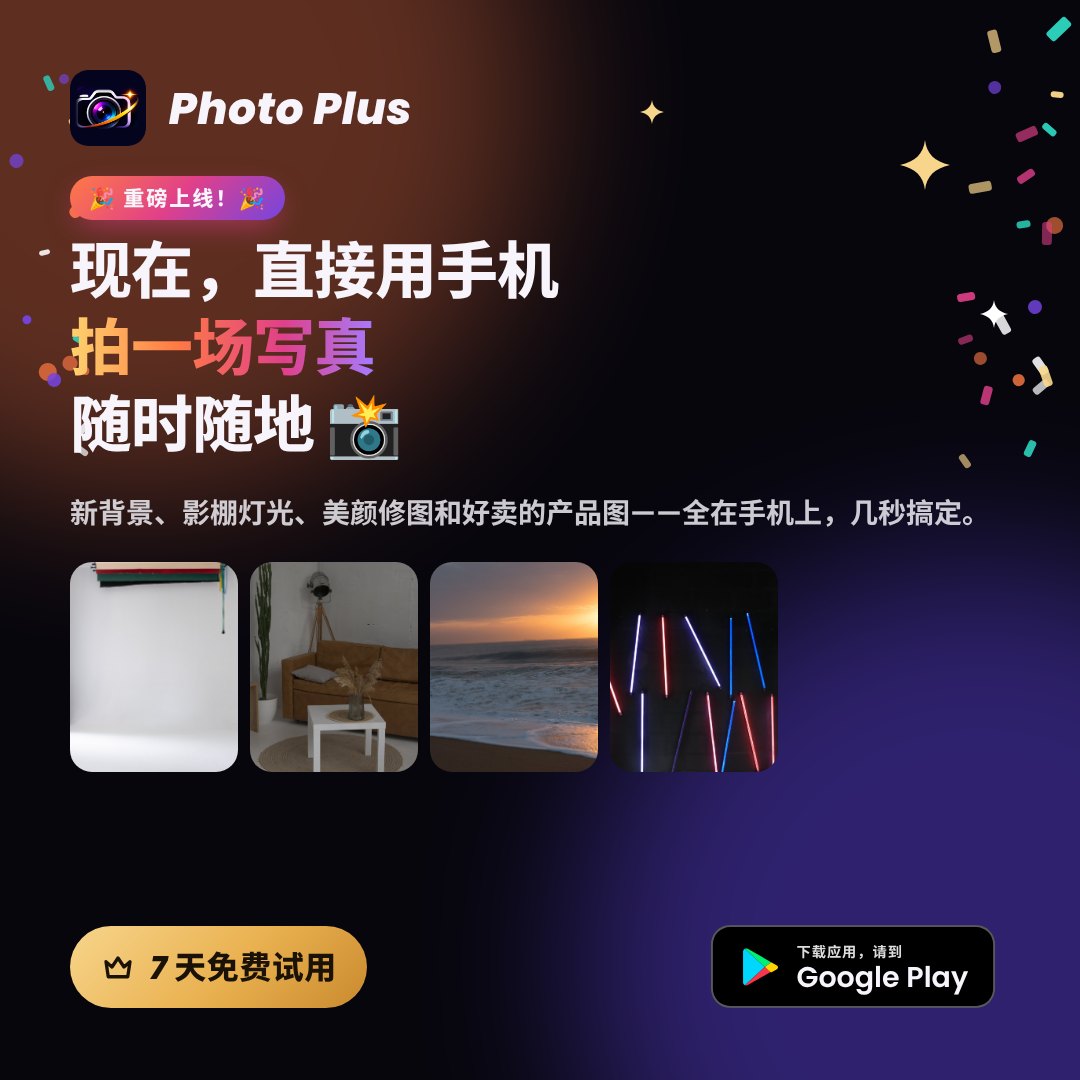 Photo Plus
🎉 重磅上线！🎉
现在，直接用手机
拍一场写真
随时随地 📸
新背景、影棚灯光、美颜修图和好卖的产品图——全在手机上，几秒搞定。
7 天免费试用
下载应用，请到
Google Play